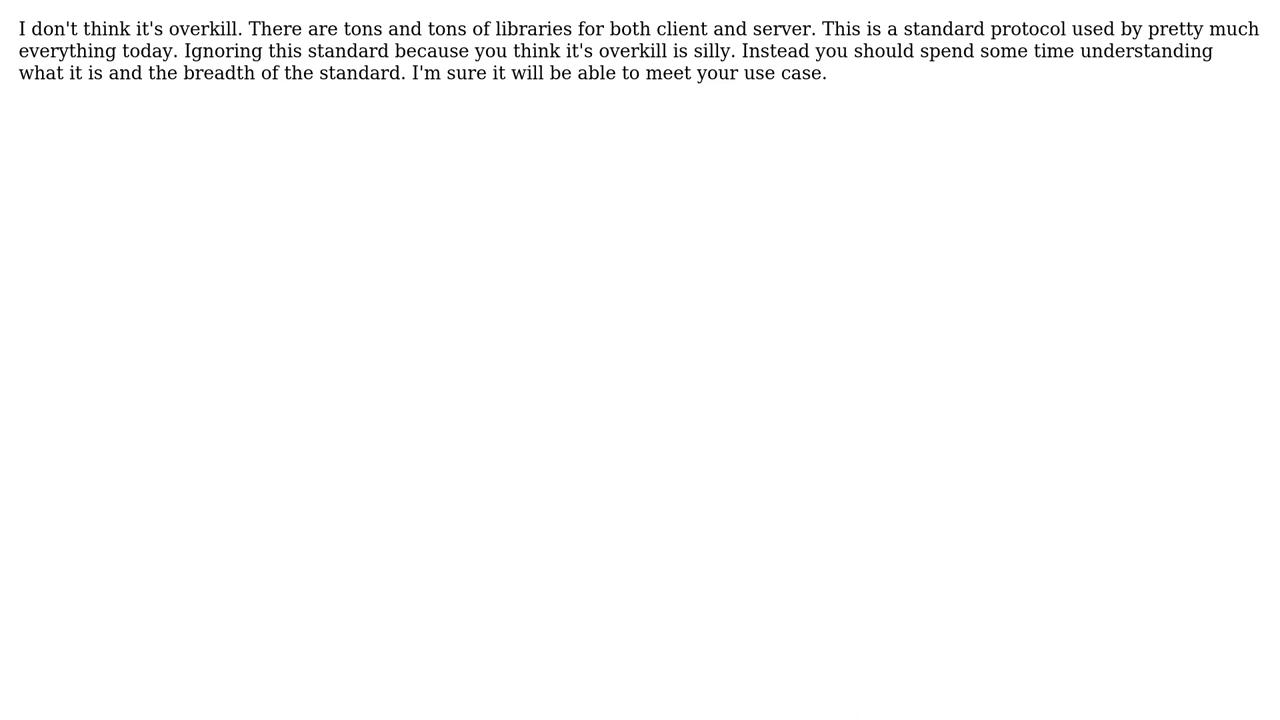 I don't think it's overkill. There are tons and tons of libraries for both client and server. This is a standard protocol used by pretty much
everything today. Ignoring this standard because you think it's overkill is silly. Instead you should spend some time understanding
what it is and the breadth of the standard. I'm sure it will be able to meet your use case.